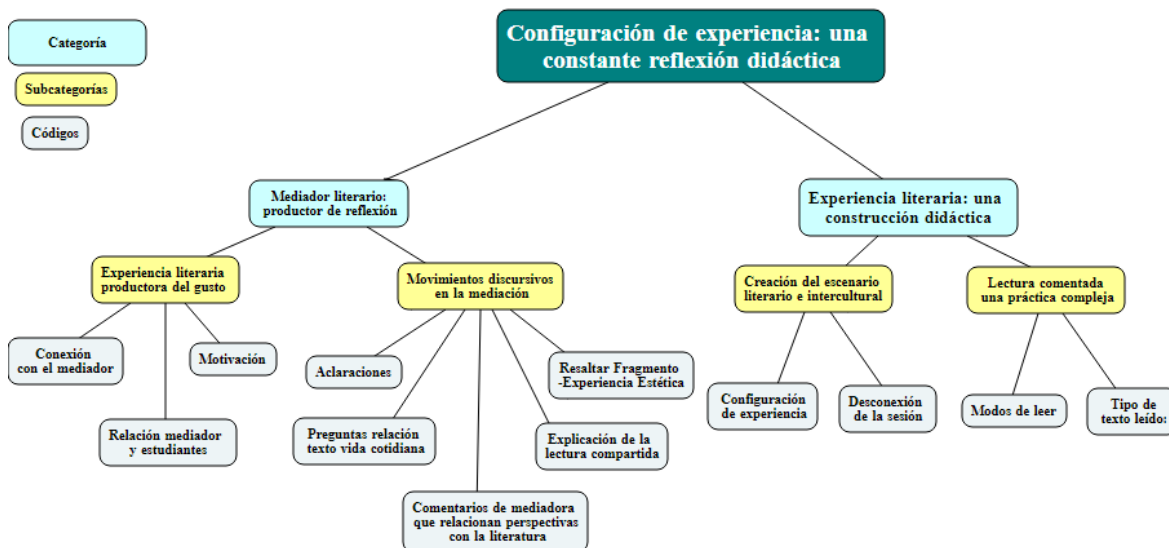 Categoría
Subcategorías
Códigos
Configuración de experiencia: una
constante reflexión didáctica
Mediador literario:
productor de reflexión
Experiencia literaria: una
construcción didáctica
Experiencia literaria
productora del gusto
Movimientos discursivos
en la mediación
Creación del escenario
literario e intercultural
Lectura comentada
una práctica compleja
Conexión
con el mediador
Motivación
Relación mediador
y estudiantes
Aclaraciones
Preguntas relación
texto vida cotidiana
Comentarios de mediadora
que relacionan perspectivas
con la literatura
Explicación de la
lectura compartida
Resaltar Fragmento
-Experiencia Estética
Configuración
de experiencia
Desconexión
de la sesión
Modos de leer
Tipo de
texto leído: